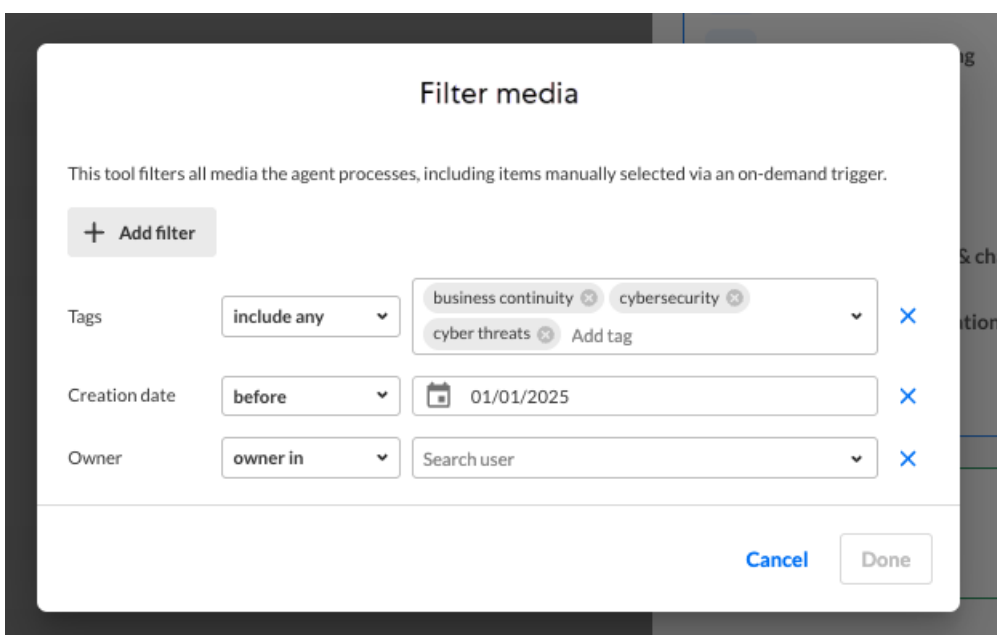 Filter media
This tool filters all media the agent processes, including items manually selected via an on-demand trigger.
+ Add filter
Tags include any business continuity cybersecurity
cyber threats Add tag
Creation date before 01/01/2025
Owner owner in Search user
Cancel Done
& ch